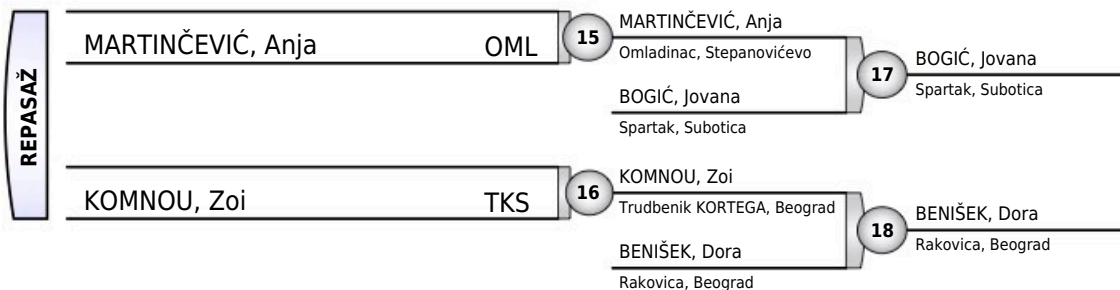 REPASAŽ
MARTINČEVIĆ, Anja OML
15
MARTINČEVIĆ, Anja
Omladinac, Stepanovićevo
BOGIĆ, Jovana
Spartak, Subotica
17
BOGIĆ, Jovana
Spartak, Subotica
KOMNOU, Zoi TKS
16
KOMNOU, Zoi
Trudbenik KORTEGA, Beograd
BENIŠEK, Dora
Rakovica, Beograd
18
BENIŠEK, Dora
Rakovica, Beograd